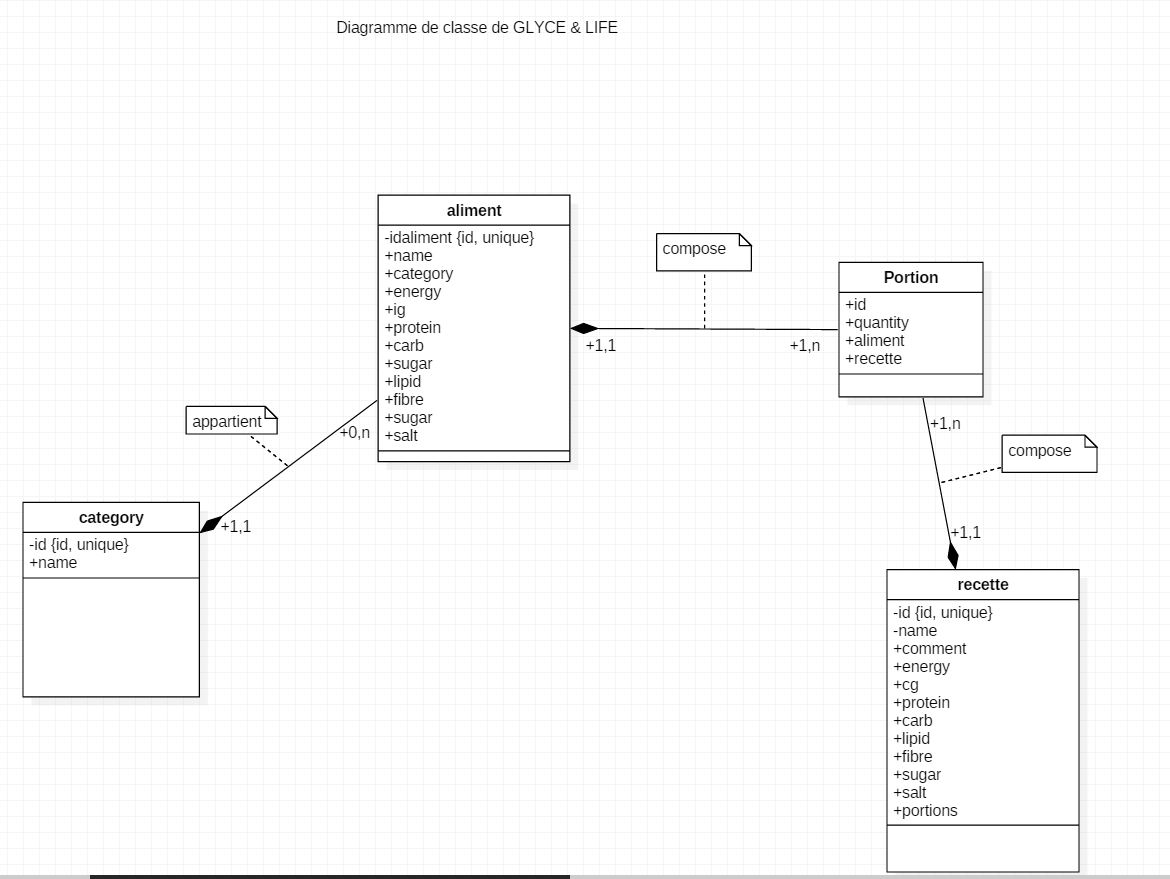 Diagramme de classe de GLYCE & LIFE
aliment
-idaliment {id, unique}
+name
+category
+energy
+ig
+protein
+carb
+sugar
+lipid
+fibre
+sugar
+salt
compose
+1,1
+1,n
Portion
+id
+quantity
+aliment
+recette
appartient
+0,n
+1,1
category
-id {id, unique}
+name
+1,n
compose
+1,1
recette
-id {id, unique}
-name
+comment
+energy
+cg
+protein
+carb
+lipid
+fibre
+sugar
+salt
+portions